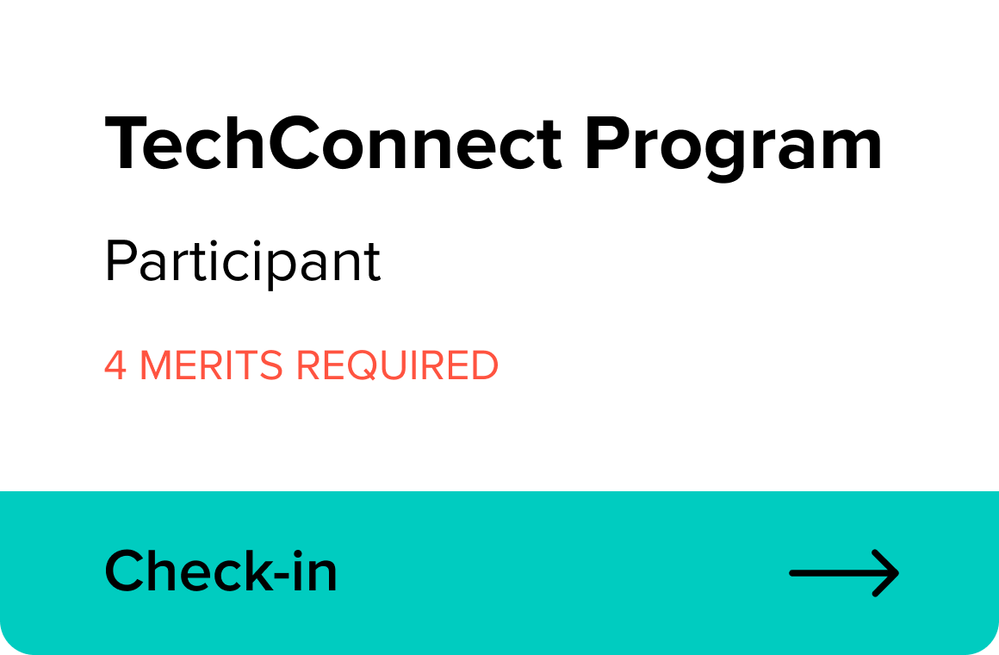 TechConnect Program
Participant
4 MERITS REQUIRED
Check-in